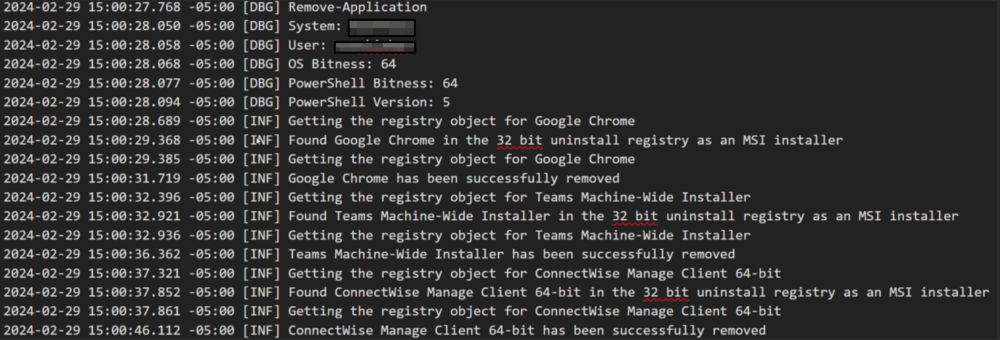 2024-02-29 15:00:27.768 -05:00 [DBG] Remove-Application
2024-02-29 15:00:28.050 -05:00 [DBG] System:
2024-02-29 15:00:28.058 -05:00 [DBG] User:
2024-02-29 15:00:28.068 -05:00 [DBG] OS Bitness: 64
2024-02-29 15:00:28.077 -05:00 [DBG] PowerShell Bitness: 64
2024-02-29 15:00:28.094 -05:00 [DBG] PowerShell Version: 5
2024-02-29 15:00:28.689 -05:00 [INF] Getting the registry object for Google Chrome
2024-02-29 15:00:29.368 -05:00 [INF] Found Google Chrome in the 32 bit uninstall registry as an MSI installer
2024-02-29 15:00:29.385 -05:00 [INF] Getting the registry object for Google Chrome
2024-02-29 15:00:31.719 -05:00 [INF] Google Chrome has been successfully removed
2024-02-29 15:00:32.396 -05:00 [INF] Getting the registry object for Teams Machine-Wide Installer
2024-02-29 15:00:32.921 -05:00 [INF] Found Teams Machine-Wide Installer in the 32 bit uninstall registry as an MSI installer
2024-02-29 15:00:32.936 -05:00 [INF] Getting the registry object for Teams Machine-Wide Installer
2024-02-29 15:00:36.362 -05:00 [INF] Teams Machine-Wide Installer has been successfully removed
2024-02-29 15:00:37.321 -05:00 [INF] Getting the registry object for ConnectWise Manage Client 64-bit
2024-02-29 15:00:37.852 -05:00 [INF] Found ConnectWise Manage Client 64-bit in the 32 bit uninstall registry as an MSI installer
2024-02-29 15:00:37.861 -05:00 [INF] Getting the registry object for ConnectWise Manage Client 64-bit
2024-02-29 15:00:46.112 -05:00 [INF] ConnectWise Manage Client 64-bit has been successfully removed